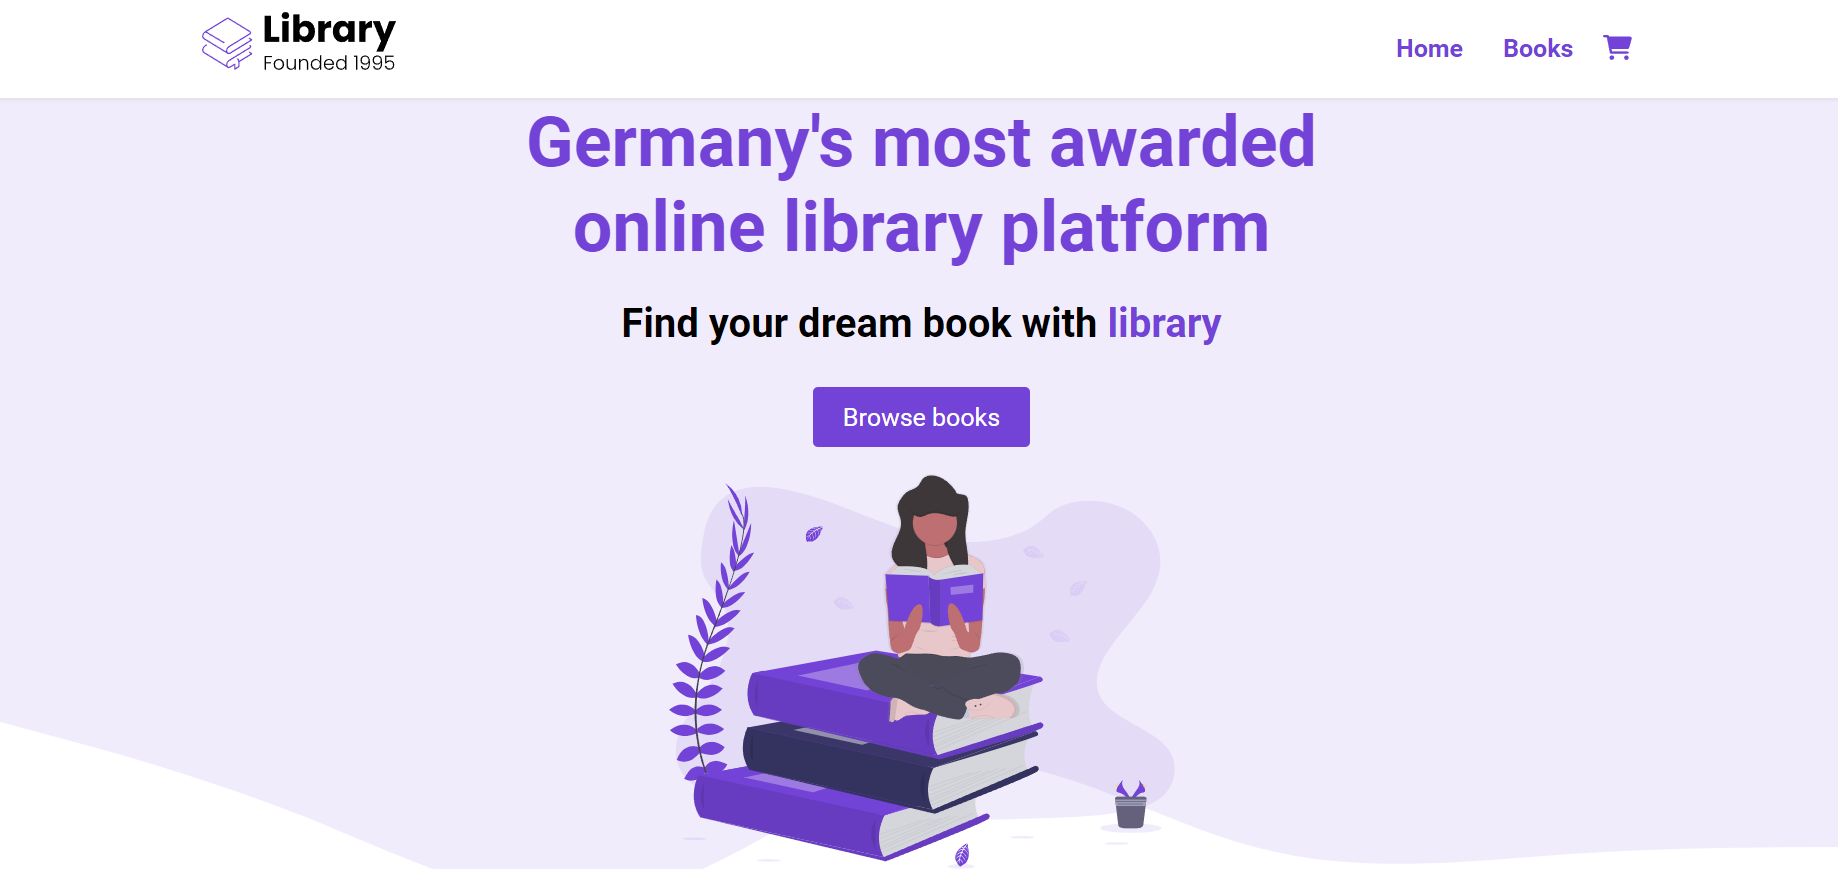 Library
Founded 1995
Home
Books
Germany's most awarded
online library platform
Find your dream book with library
Browse books